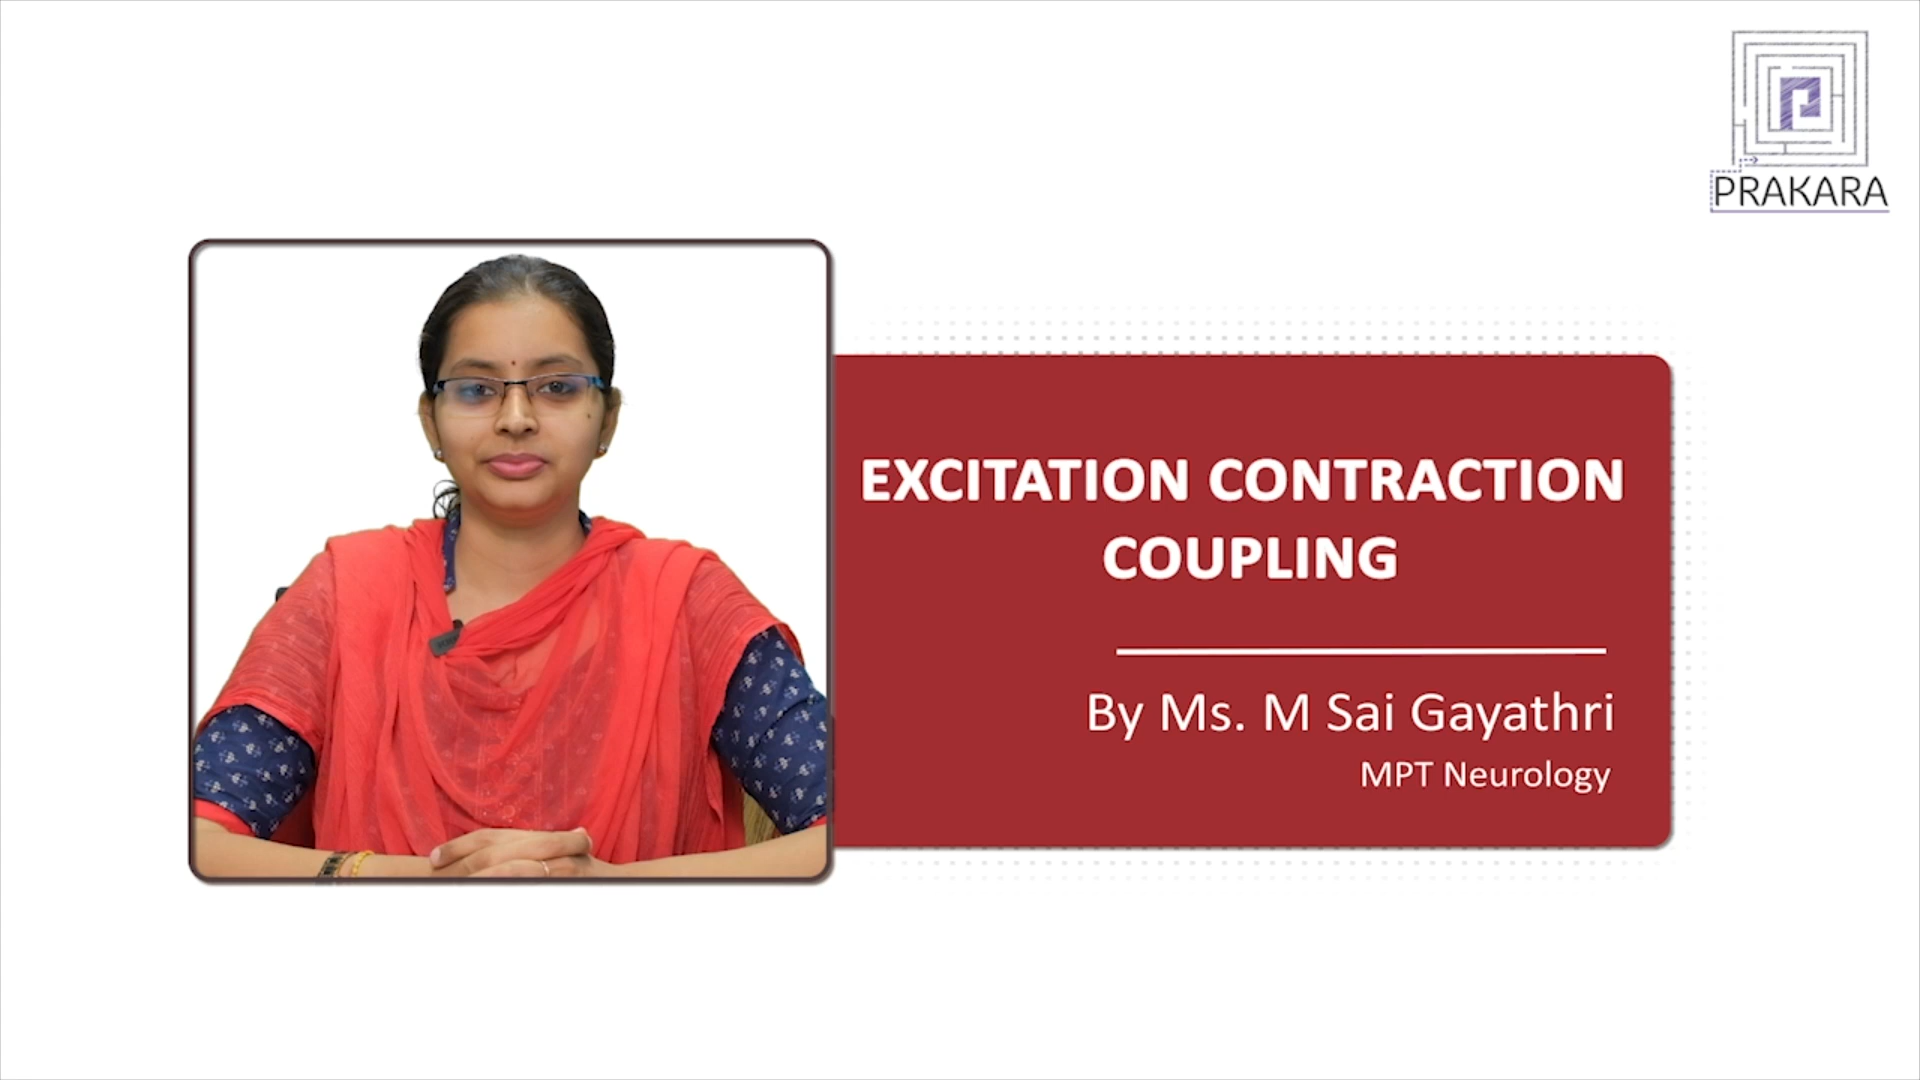 PRAKARA
EXCITATION CONTRACTION
COUPLING
By Ms. M Sai Gayathri
MPT Neurology